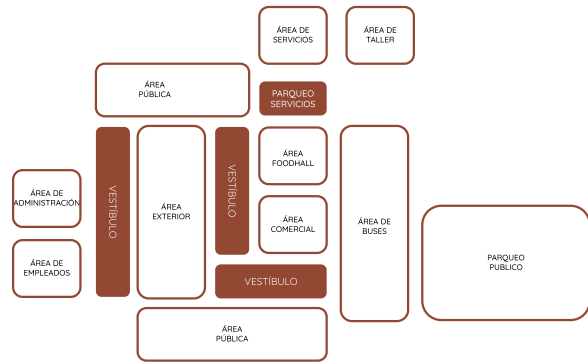 ÁREA DE
SERVICIOS
ÁREA DE
TALLER
ÁREA
PÚBLICA
PARQUEO
SERVICIOS
VESTÍBULO
ÁREA
EXTERIOR
VESTÍBULO
ÁREA
FOODHALL
ÁREA DE
ADMINISTRACIÓN
ÁREA
COMERCIAL
ÁREA DE
BUSES
ÁREA DE
EMPLEADOS
PARQUEO
PUBLICO
VESTÍBULO
ÁREA
PÚBLICA